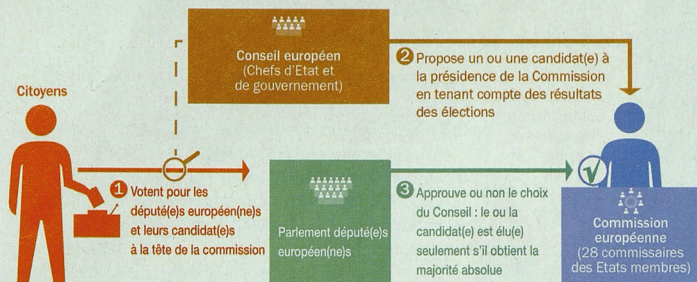 Conseil européen
(Chefs d'Etat et
de gouvernement)
2 Propose un ou une candidat(e) à
la présidence de la Commission
en tenant compte des résultats
des élections
Citoyens
1 Votent pour les
député(e)s européen(ne)s
et leurs candidat(e)s
à la tête de la commission
Parlement député(e)s
européen(ne)s
3 Approuve ou non le choix
du Conseil : le ou la
candidat(e) est élu(e)
seulement s'il obtient la
majorité absolue
Commission
européenne
(28 commissaires
des Etats membres)